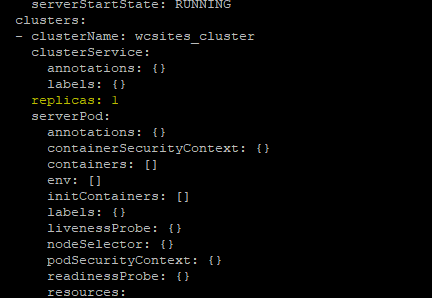 serverStartState: RUNNING
clusters:
- clusterName: wcsites_cluster
clusterService:
annotations: {}
labels: {}
replicas: 1
serverPod:
annotations: {}
containerSecurityContext: {}
containers: []
env: []
initContainers: []
labels: {}
livenessProbe: {}
nodeSelector: {}
podSecurityContext: {}
readinessProbe: {}
resources: